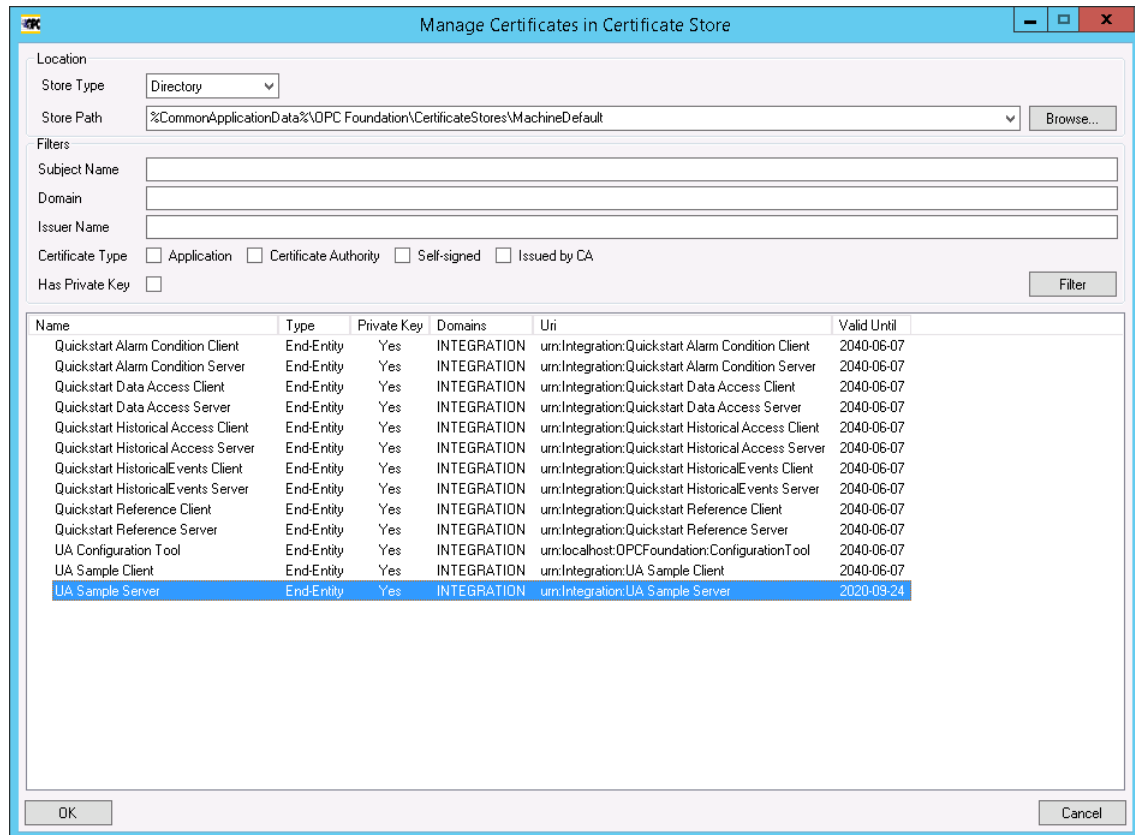 OPC
Manage Certificates in Certificate Store
Location
Store Type Directory
Store Path %CommonApplicationData%\OPC Foundation\CertificateStores\MachineDefault Browse...
Filters
Subject Name
Domain
Issuer Name
Certificate Type Application Certificate Authority Self-signed Issued by CA
Has Private Key Filter
Name Type Private Key Domains Uri Valid Until
Quickstart Alarm Condition Client End-Entity Yes INTEGRATION urn:Integration:Quickstart Alarm Condition Client 2040-06-07
Quickstart Alarm Condition Server End-Entity Yes INTEGRATION urn:Integration:Quickstart Alarm Condition Server 2040-06-07
Quickstart Data Access Client End-Entity Yes INTEGRATION urn:Integration:Quickstart Data Access Client 2040-06-07
Quickstart Data Access Server End-Entity Yes INTEGRATION urn:Integration:Quickstart Data Access Server 2040-06-07
Quickstart Historical Access Client End-Entity Yes INTEGRATION urn:Integration:Quickstart Historical Access Client 2040-06-07
Quickstart Historical Access Server End-Entity Yes INTEGRATION urn:Integration:Quickstart Historical Access Server 2040-06-07
Quickstart HistoricalEvents Client End-Entity Yes INTEGRATION urn:Integration:Quickstart HistoricalEvents Client 2040-06-07
Quickstart HistoricalEvents Server End-Entity Yes INTEGRATION urn:Integration:Quickstart HistoricalEvents Server 2040-06-07
Quickstart Reference Client End-Entity Yes INTEGRATION urn:Integration:Quickstart Reference Client 2040-06-07
Quickstart Reference Server End-Entity Yes INTEGRATION urn:Integration:Quickstart Reference Server 2040-06-07
UA Configuration Tool End-Entity Yes INTEGRATION urn:localhost:OPCFoundation:ConfigurationTool 2040-06-07
UA Sample Client End-Entity Yes INTEGRATION urn:Integration:UA Sample Client 2040-06-07
UA Sample Server End-Entity Yes INTEGRATION urn:Integration:UA Sample Server 2020-09-24
OK Cancel